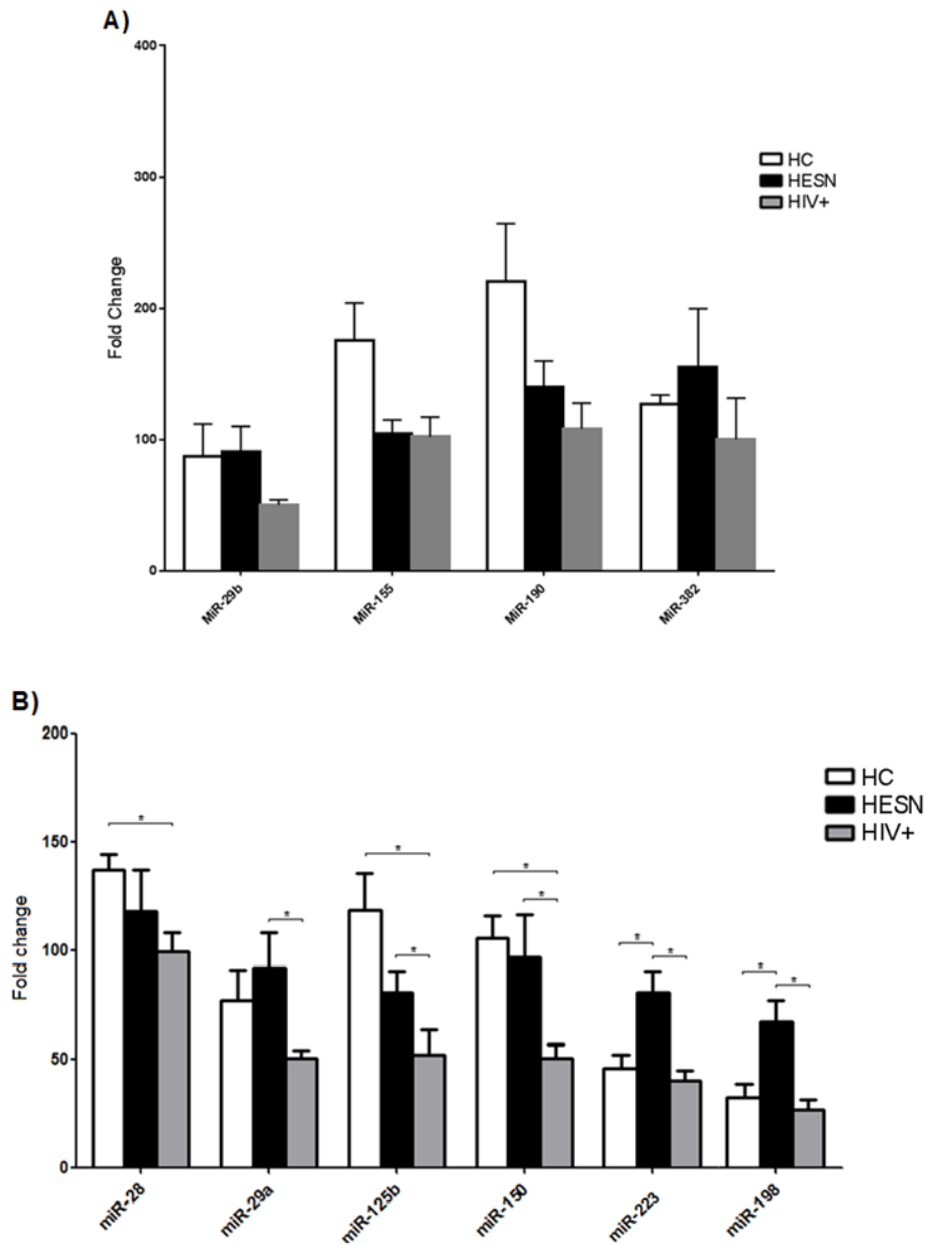 A)
400
300
200
100
0
Fold Change
HC
HESN
HIV+
MiR-29b
MiR-155
MiR-190
MiR-382
B)
200
150
100
50
0
Fold change
HC
HESN
HIV+
*
*
*
*
*
*
*
*
*
*
miR-28
miR-29a
miR-125b
miR-150
miR-223
miR-198